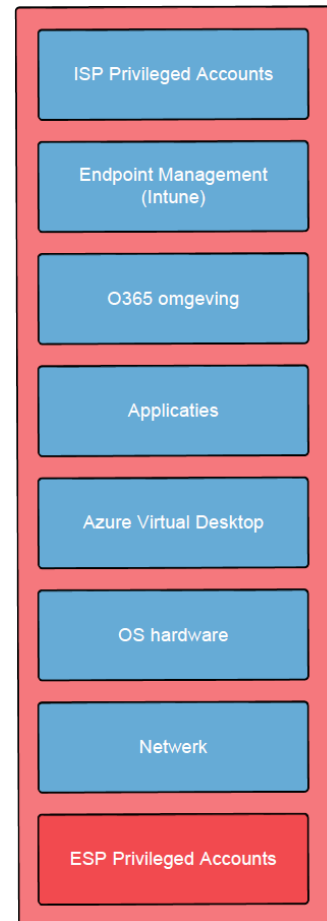 ISP Privileged Accounts
Endpoint Management
(Intune)
O365 omgeving
Applicaties
Azure Virtual Desktop
OS hardware
Netwerk
ESP Privileged Accounts